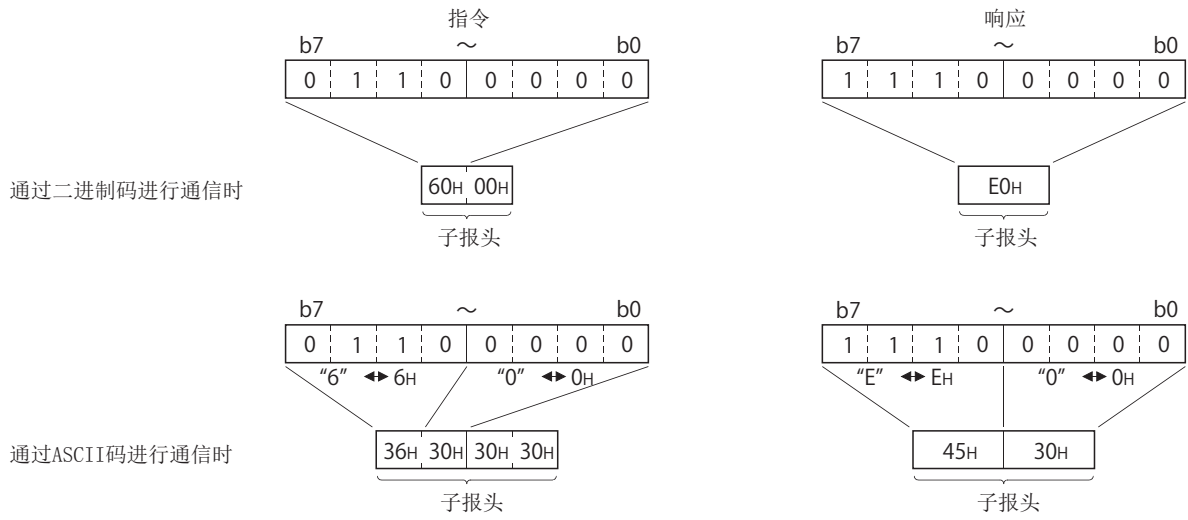 指令 响应
b7 ～ b0 b7 ～ b0
0 1 1 0 0 0 0 0 1 1 1 0 0 0 0 0
通过二进制码进行通信时 60H 00H E0H
子报头 子报头
b7 ～ b0 b7 ～ b0
0 1 1 0 0 0 0 0 1 1 1 0 0 0 0 0
“6” ↔ 6H “0” ↔ 0H “E” ↔ EH “0” ↔ 0H
通过ASCII码进行通信时 36H 30H 30H 30H 45H 30H
子报头 子报头